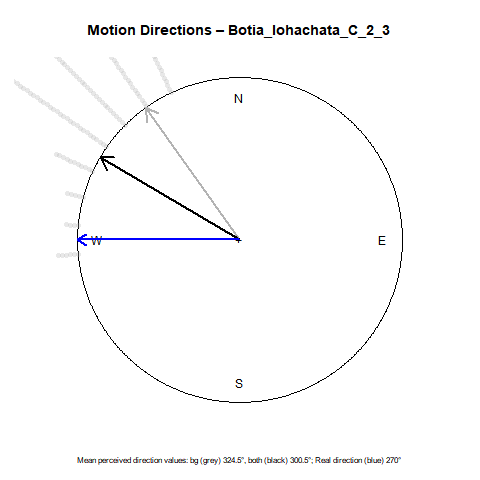 Motion Directions – Botia_lohachata_C_2_3
N
W
E
S
Mean perceived direction values: bg (grey) 324.5°, both (black) 300.5°; Real direction (blue) 270°